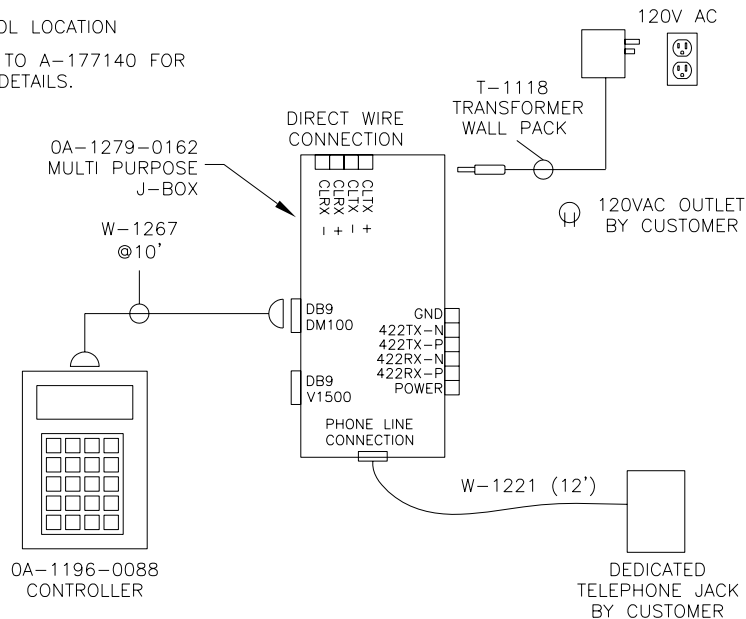 OL LOCATION
TO A-177140 FOR
DETAILS.
120V AC
T-1118
TRANSFORMER
WALL PACK
DIRECT WIRE
CONNECTION
0A-1279-0162
MULTI PURPOSE
J-BOX
CLRX -
CLRX +
CLTX -
CLTX +
120VAC OUTLET
BY CUSTOMER
W-1267
@10'
DB9
DM100
GND
422TX-N
422TX-P
422RX-N
422RX-P
POWER
DB9
V1500
PHONE LINE
CONNECTION
W-1221 (12')
0A-1196-0088
CONTROLLER
DEDICATED
TELEPHONE JACK
BY CUSTOMER